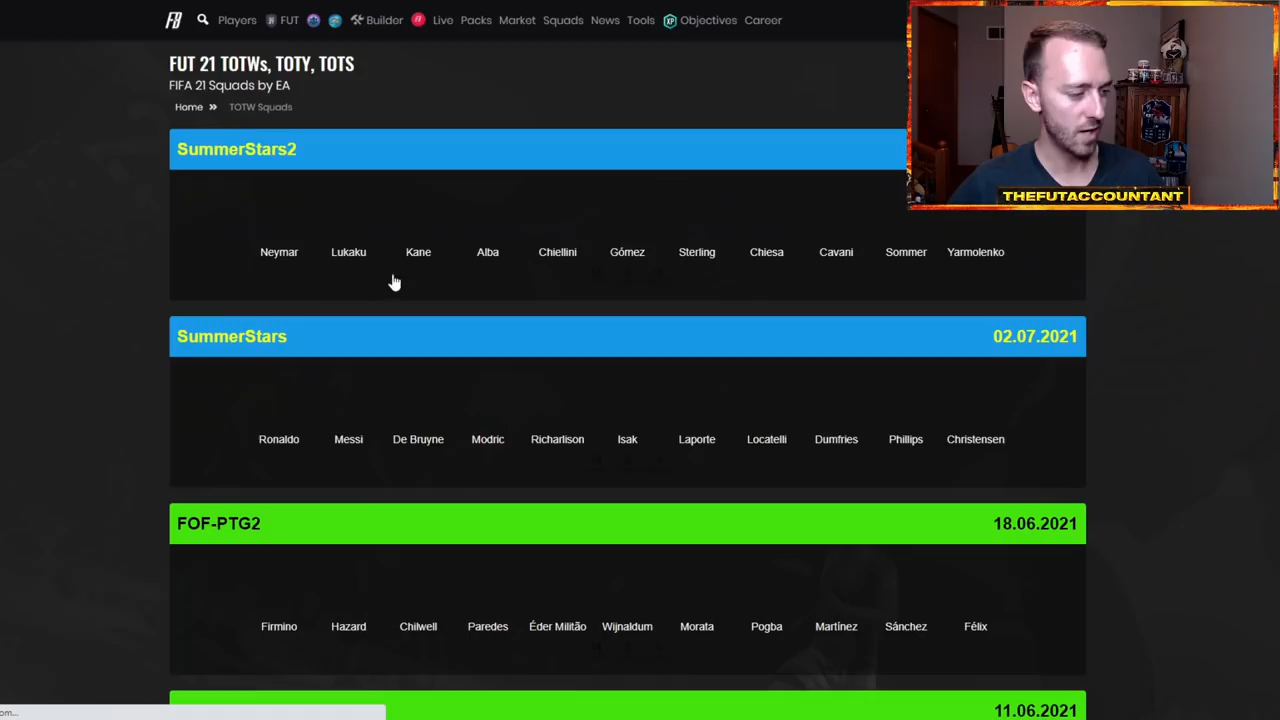 FB Players FUT Builder Live Packs Market Squads News Tools XP Objectives Career
FUT 21 TOTWs, TOTY, TOTS
FIFA 21 Squads by EA
Home » TOTW Squads
THEFUTACCOUNTANT
SummerStars2
Neymar Lukaku Kane Alba Chiellini Gómez Sterling Chiesa Cavani Sommer Yarmolenko
SummerStars 02.07.2021
Ronaldo Messi De Bruyne Modric Richarlison Isak Laporte Locatelli Dumfries Phillips Christensen
FOF-PTG2 18.06.2021
Firmino Hazard Chilwell Paredes Éder Militão Wijnaldum Morata Pogba Martínez Sánchez Félix
11.06.2021
om...